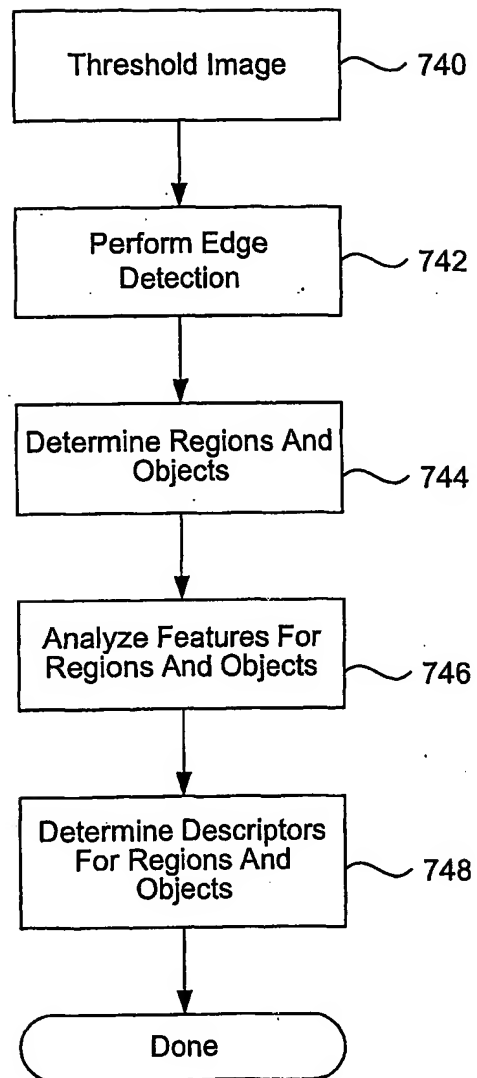 Threshold Image
740
Perform Edge
Detection
742
Determine Regions And
Objects
744
Analyze Features For
Regions And Objects
746
Determine Descriptors
For Regions And
Objects
748
Done